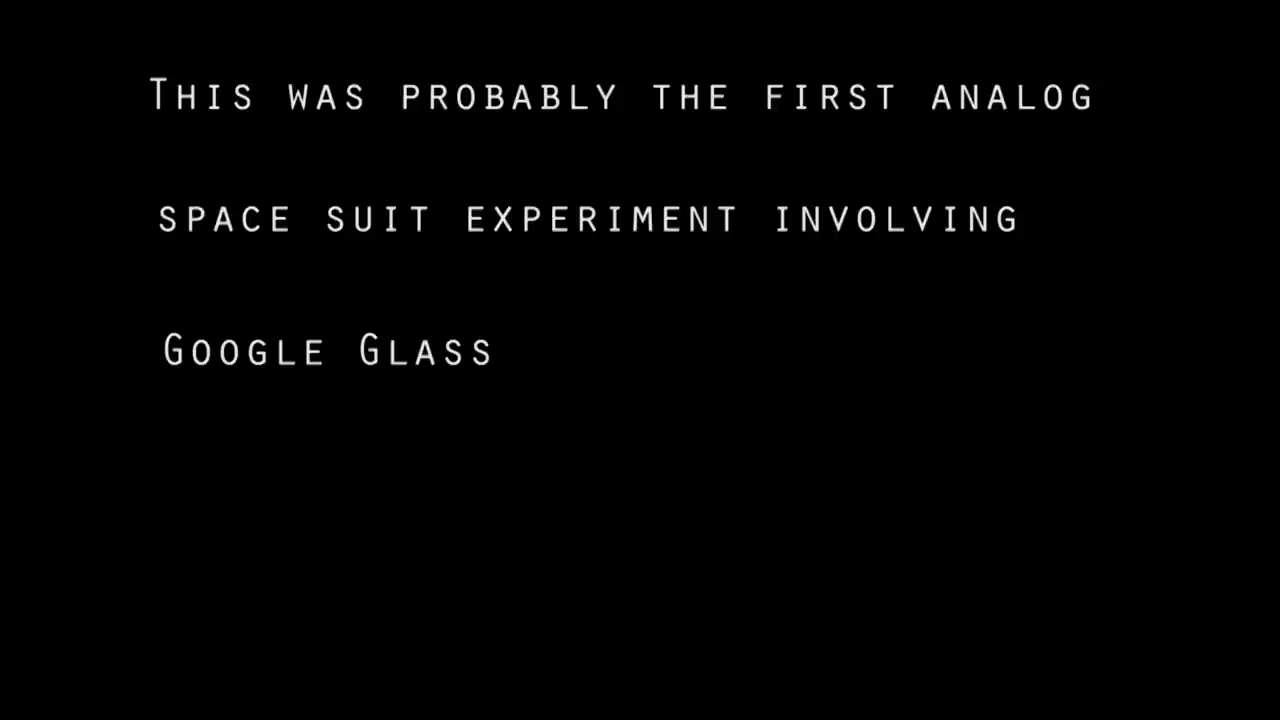 This was probably the first analog
space suit experiment involving
Google Glass